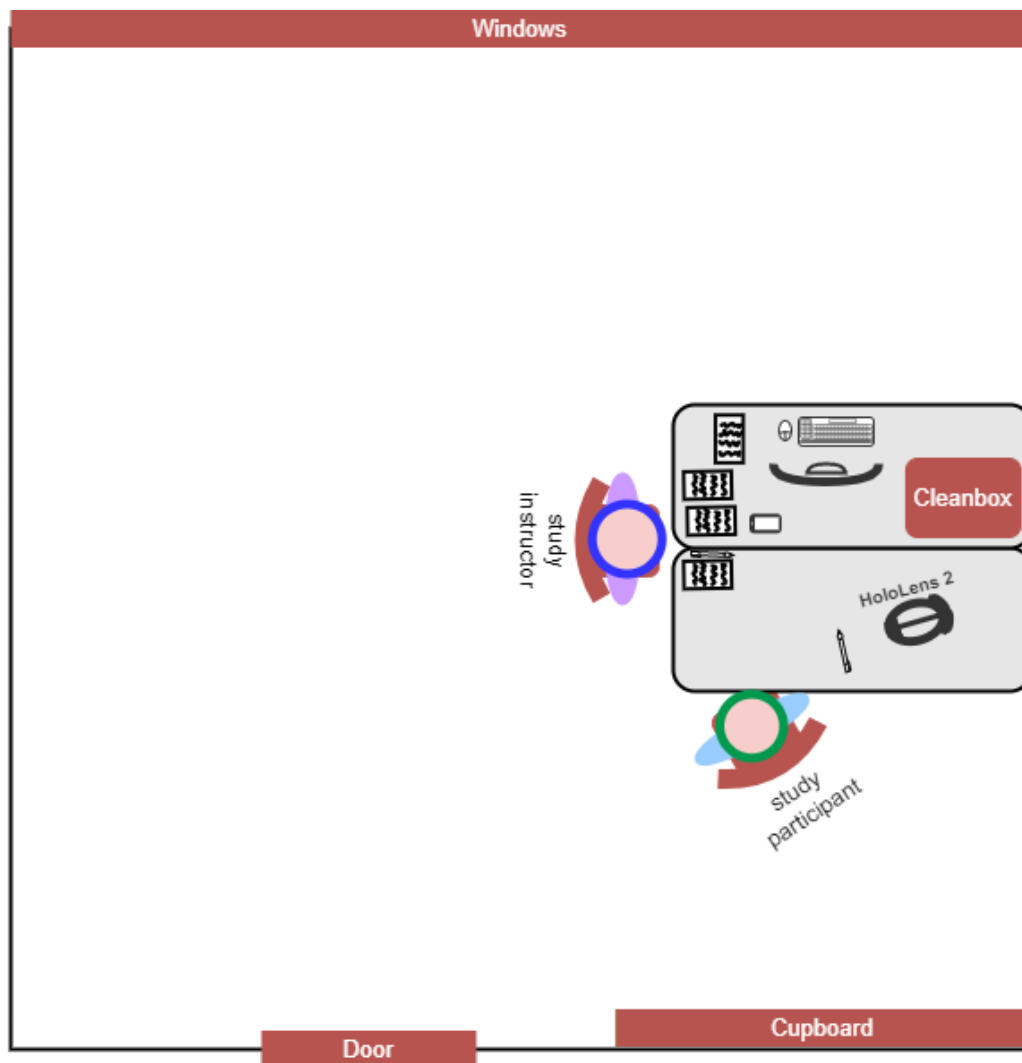 Windows
Cleanbox
study
instructor
HoloLens 2
study
participant
Cupboard
Door